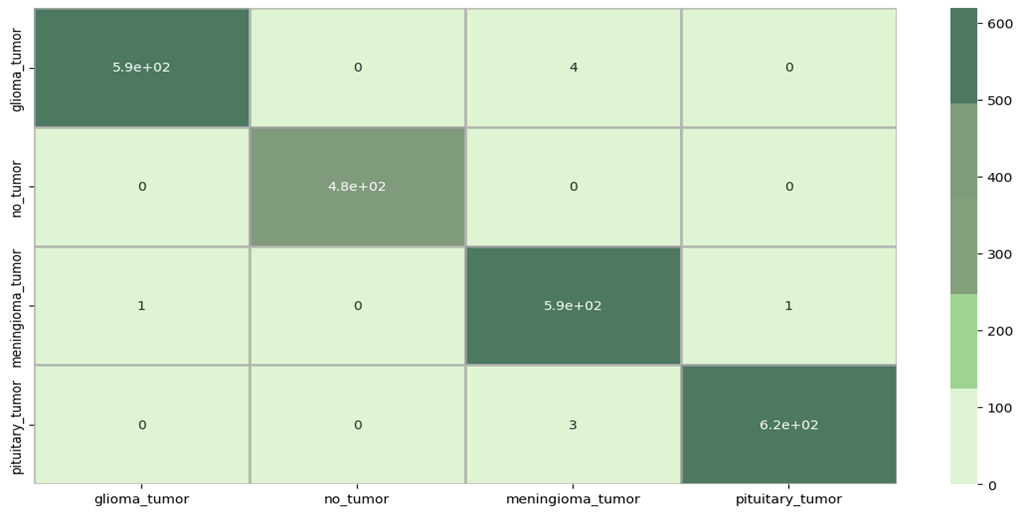 glioma_tumor 5.9e+02 0 4 0
no_tumor 0 4.8e+02 0 0
meningioma_tumor 1 0 5.9e+02 1
pituitary_tumor 0 0 3 6.2e+02
glioma_tumor no_tumor meningioma_tumor pituitary_tumor
600
500
400
300
200
100
0